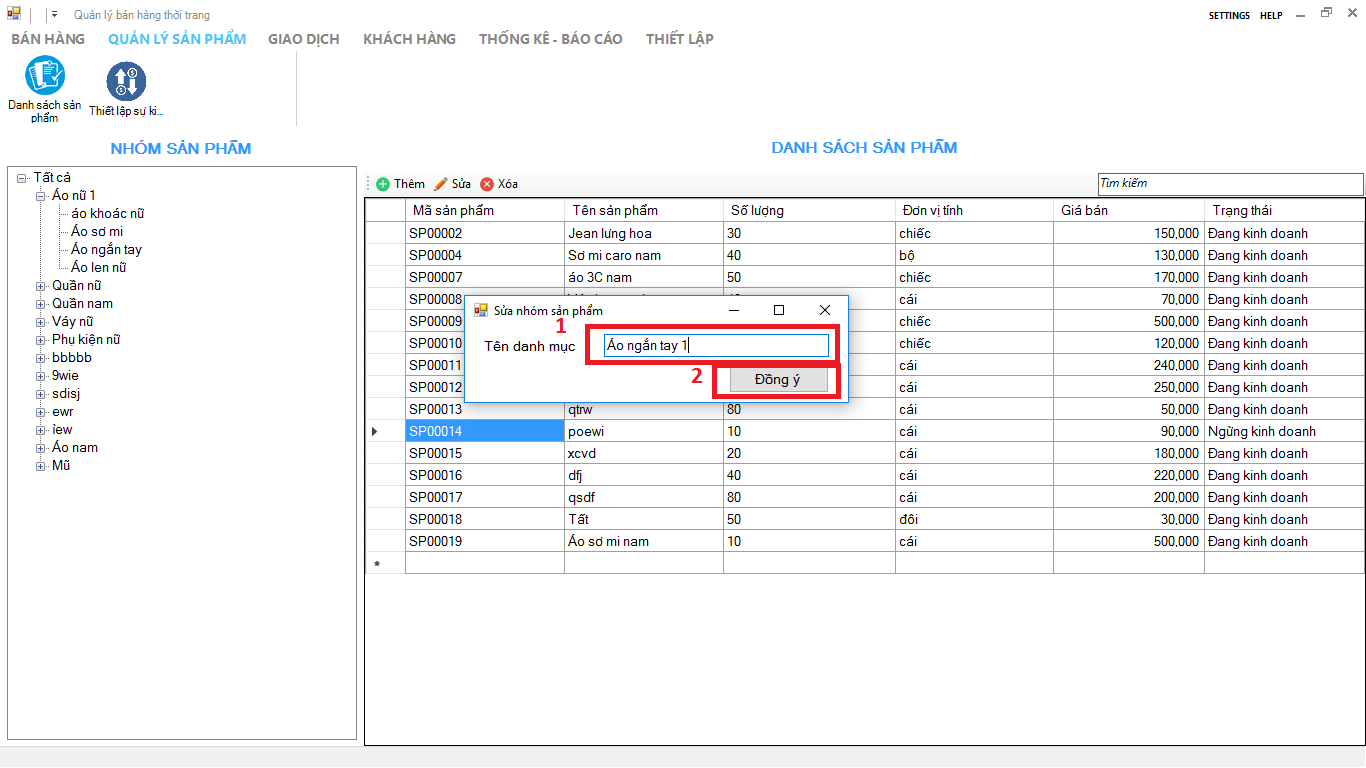 Quản lý bán hàng thời trang
SETTINGS HELP
BÁN HÀNG QUẢN LÝ SẢN PHẨM GIAO DỊCH KHÁCH HÀNG THỐNG KÊ - BÁO CÁO THIẾT LẬP
Danh sách sản phẩm
Thiết lập sự ki...
NHÓM SẢN PHẨM
Tất cả
Áo nữ 1
áo khoác nữ
Áo sơ mi
Áo ngắn tay
Áo len nữ
Quần nữ
Quần nam
Váy nữ
Phụ kiện nữ
bbbbb
9wie
sdisj
ewr
iew
Áo nam
Mũ
DANH SÁCH SẢN PHẨM
Thêm Sửa Xóa
Tìm kiếm
Mã sản phẩm Tên sản phẩm Số lượng Đơn vị tính Giá bán Trạng thái
SP00002 Jean lưng hoa 30 chiếc 150,000 Đang kinh doanh
SP00004 Sơ mi caro nam 40 bộ 130,000 Đang kinh doanh
SP00007 áo 3C nam 50 chiếc 170,000 Đang kinh doanh
SP00008 cái 70,000 Đang kinh doanh
SP00009 chiếc 500,000 Đang kinh doanh
SP00010 chiếc 120,000 Đang kinh doanh
SP00011 cái 240,000 Đang kinh doanh
SP00012 cái 250,000 Đang kinh doanh
SP00013 qtrw 80 cái 50,000 Đang kinh doanh
SP00014 poewi 10 cái 90,000 Ngừng kinh doanh
SP00015 xcvd 20 cái 180,000 Đang kinh doanh
SP00016 dfj 40 cái 220,000 Đang kinh doanh
SP00017 qsdf 80 cái 200,000 Đang kinh doanh
SP00018 Tất 50 đôi 30,000 Đang kinh doanh
SP00019 Áo sơ mi nam 10 cái 500,000 Đang kinh doanh
Sửa nhóm sản phẩm
1
Tên danh mục Áo ngắn tay 1
2 Đồng ý